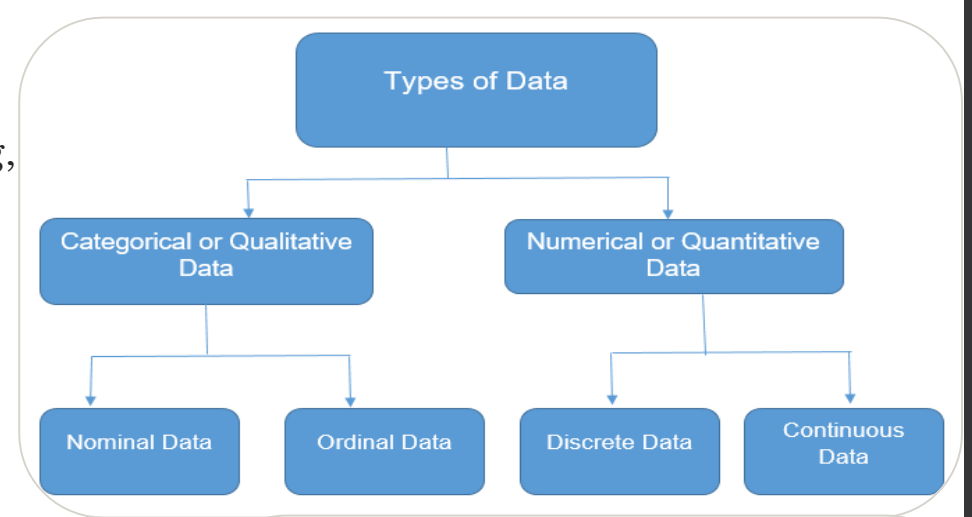 Types of Data
Categorical or Qualitative
Data
Numerical or Quantitative
Data
Nominal Data
Ordinal Data
Discrete Data
Continuous
Data